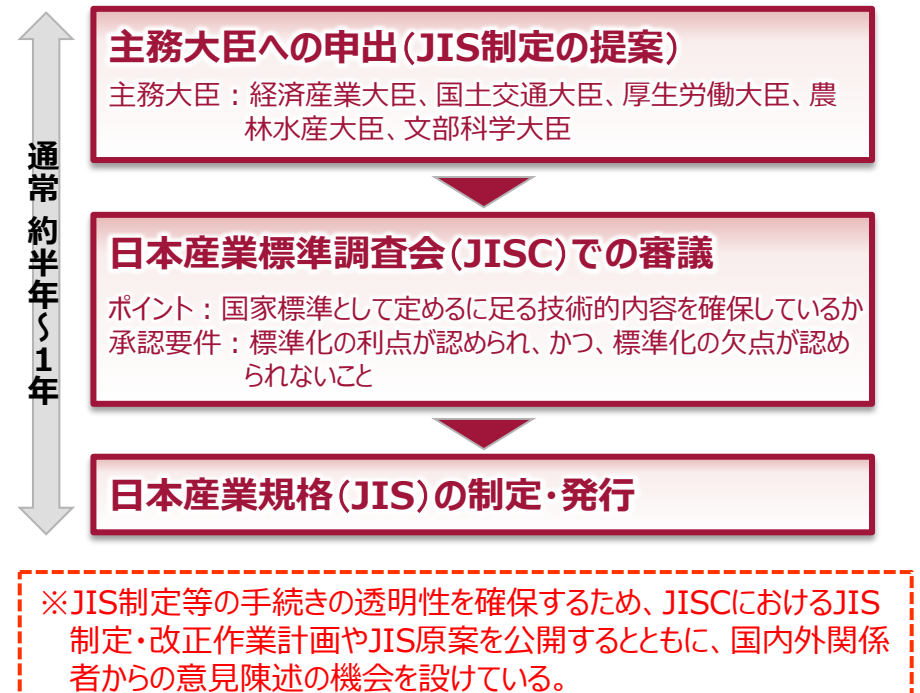 主務大臣への申出(JIS制定の提案)
主務大臣：経済産業大臣、国土交通大臣、厚生労働大臣、農
林水産大臣、文部科学大臣
通常 約半年～1年
日本産業標準調査会(JISC)での審議
ポイント：国家標準として定めるに足る技術的内容を確保しているか
承認要件：標準化の利点が認められ、かつ、標準化の欠点が認め
られないこと
日本産業規格(JIS)の制定・発行
※JIS制定等の手続きの透明性を確保するため、JISCにおけるJIS
制定・改正作業計画やJIS原案を公開するとともに、国内外関係
者からの意見陳述の機会を設けている。